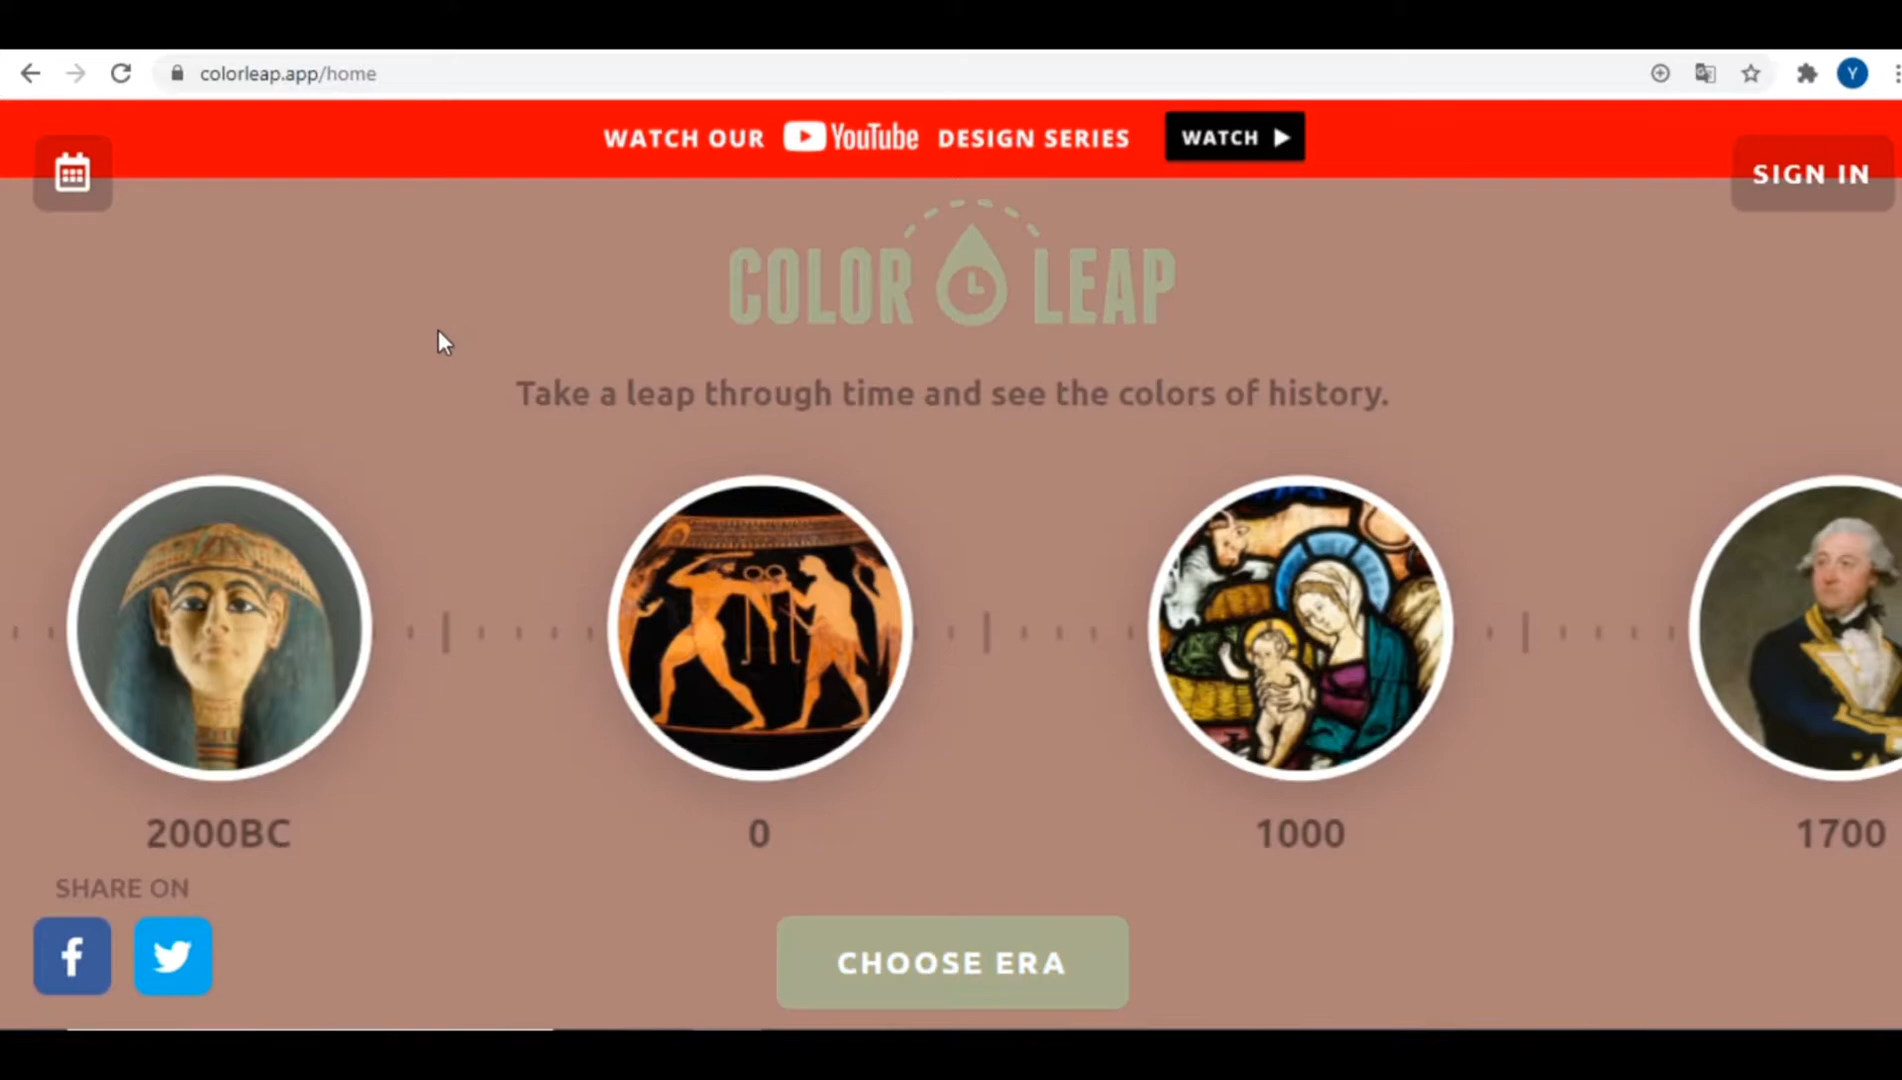 colorleap.app/home
Y
WATCH OUR YouTube DESIGN SERIES WATCH
SIGN IN
COLOR LEAP
Take a leap through time and see the colors of history.
2000BC 0 1000 1700
SHARE ON
CHOOSE ERA